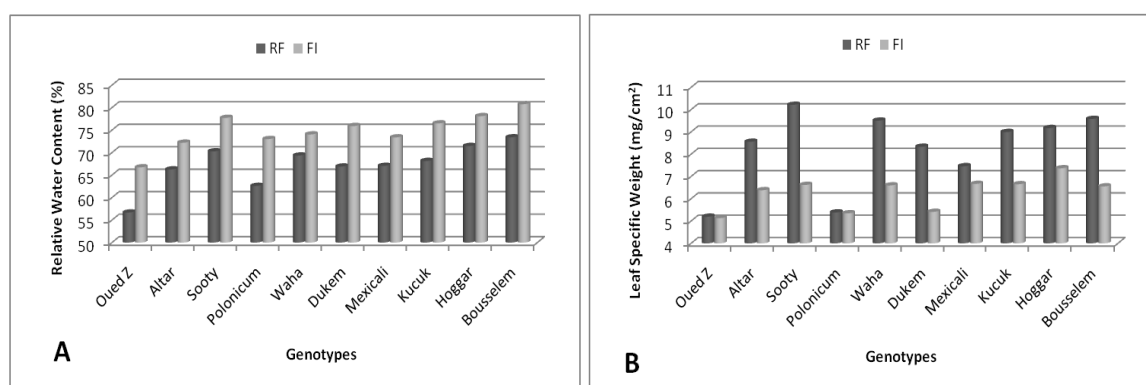 RF FI
Relative Water Content (%)
85
80
75
70
65
60
55
50
Oued Z
Altar
Sooty
Polonicum
Waha
Dukem
Mexicali
Kucuk
Hoggar
Bousselem
A
Genotypes
RF FI
Leaf Specific Weight (mg/cm²)
11
10
9
8
7
6
5
4
Oued Z
Altar
Sooty
Polonicum
Waha
Dukem
Mexicali
Kucuk
Hoggar
Bousselem
B
Genotypes